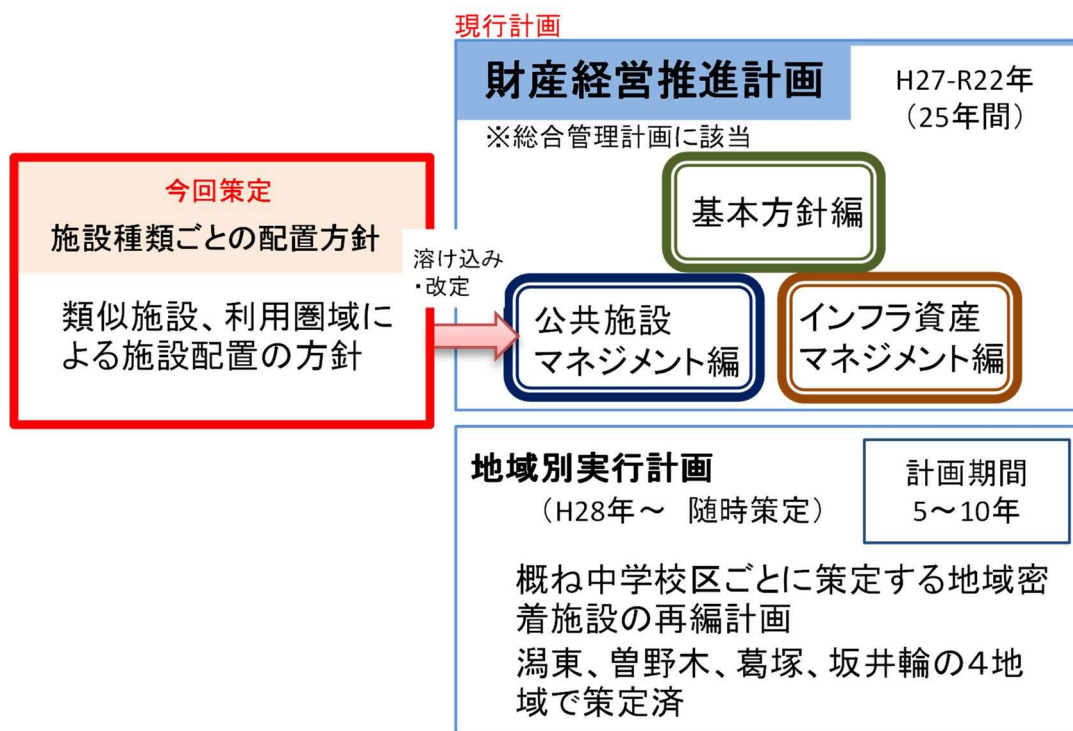 現行計画
財産経営推進計画
H27-R22年
（25年間）
※総合管理計画に該当
基本方針編
公共施設
マネジメント編
インフラ資産
マネジメント編
今回策定
施設種類ごとの配置方針
類似施設、利用圏域に
よる施設配置の方針
溶け込み
・改定
地域別実行計画
（H28年～　随時策定）
計画期間
5～10年
概ね中学校区ごとに策定する地域密
着施設の再編計画
潟東、曽野木、葛塚、坂井輪の４地
域で策定済